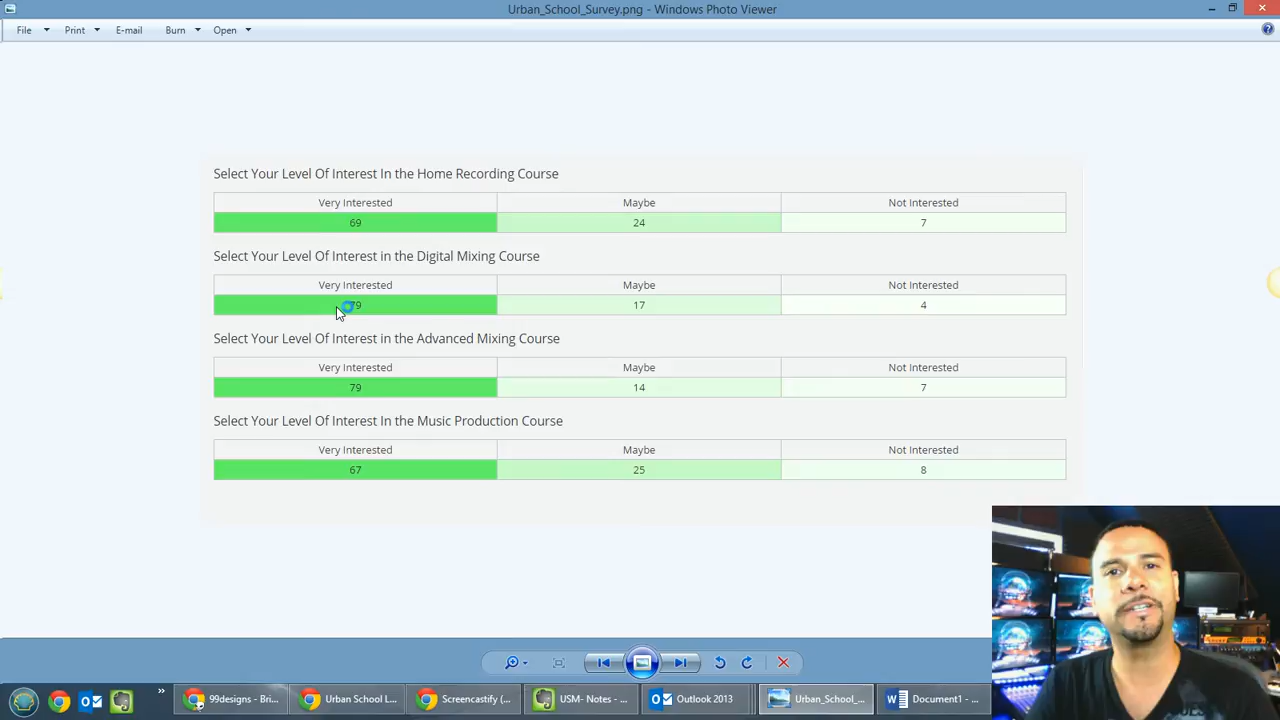 Urban_School_Survey.png - Windows Photo Viewer
File Print E-mail Burn Open
Select Your Level Of Interest In the Home Recording Course
Very Interested Maybe Not Interested
69 24 7
Select Your Level Of Interest in the Digital Mixing Course
Very Interested Maybe Not Interested
79 17 4
Select Your Level Of Interest in the Advanced Mixing Course
Very Interested Maybe Not Interested
79 14 7
Select Your Level Of Interest In the Music Production Course
Very Interested Maybe Not Interested
67 25 8
99designs - Bri... Urban School L... Screencastify (... USM- Notes - ... Outlook 2013 Urban_School_... Document1 - ...